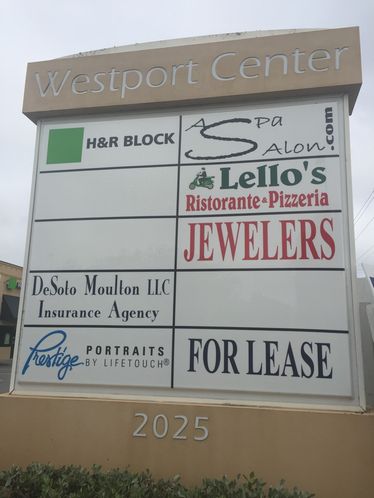 Westport Center
H&R BLOCK
A Spa Salon.com
Lello's
Ristorante & Pizzeria
JEWELERS
DeSoto Moulton LLC
Insurance Agency
Prestige PORTRAITS
BY LIFETOUCH®
FOR LEASE
2025